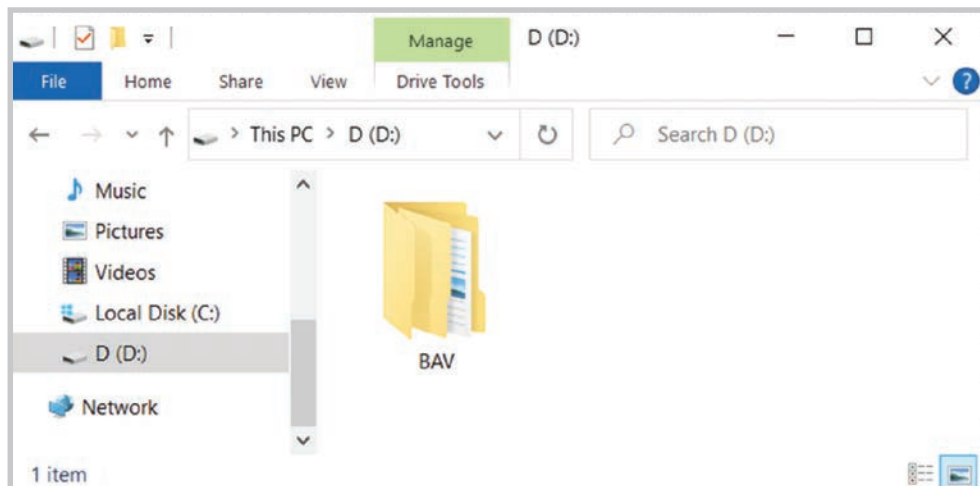 Manage D (D:)
File Home Share View Drive Tools
This PC > D (D:) Search D (D:)
Music
Pictures
Videos
Local Disk (C:)
D (D:)
Network
BAV
1 item